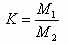 K = M₁ / M₂